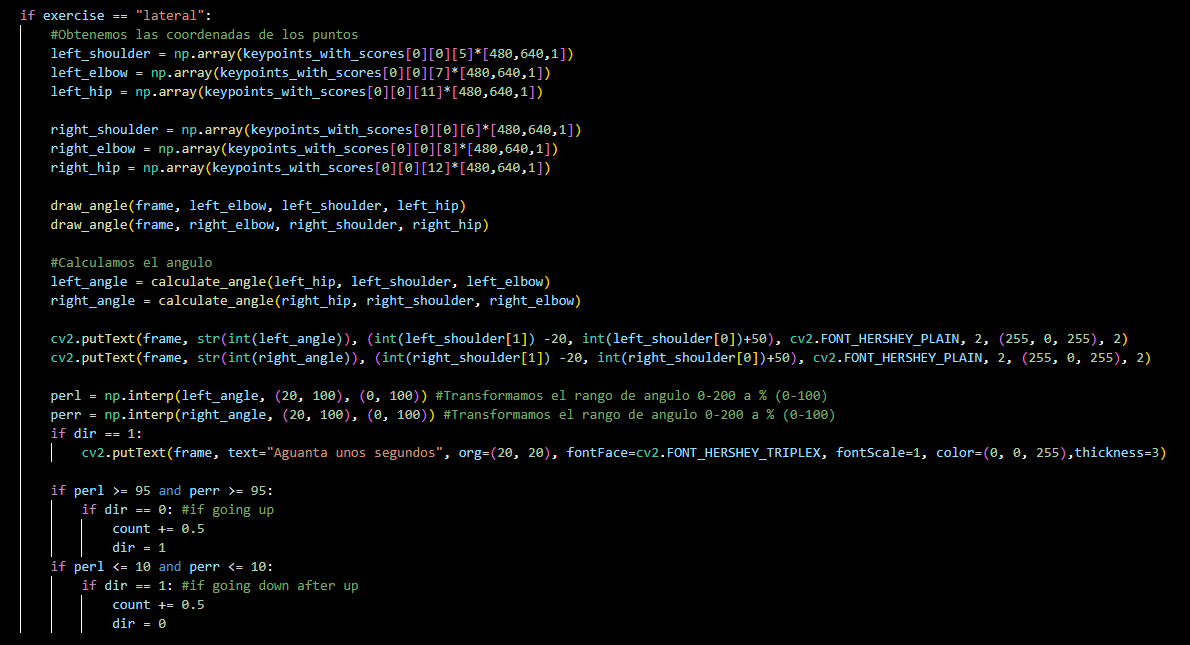 if exercise == "lateral":
#Obtenemos las coordenadas de los puntos
left_shoulder = np.array(keypoints_with_scores[0][0][5]*[480,640,1])
left_elbow = np.array(keypoints_with_scores[0][0][7]*[480,640,1])
left_hip = np.array(keypoints_with_scores[0][0][11]*[480,640,1])
right_shoulder = np.array(keypoints_with_scores[0][0][6]*[480,640,1])
right_elbow = np.array(keypoints_with_scores[0][0][8]*[480,640,1])
right_hip = np.array(keypoints_with_scores[0][0][12]*[480,640,1])
draw_angle(frame, left_elbow, left_shoulder, left_hip)
draw_angle(frame, right_elbow, right_shoulder, right_hip)
#Calculamos el angulo
left_angle = calculate_angle(left_hip, left_shoulder, left_elbow)
right_angle = calculate_angle(right_hip, right_shoulder, right_elbow)
cv2.putText(frame, str(int(left_angle)), (int(left_shoulder[1]) -20, int(left_shoulder[0])+50), cv2.FONT_HERSHEY_PLAIN, 2, (255, 0, 255), 2)
cv2.putText(frame, str(int(right_angle)), (int(right_shoulder[1]) -20, int(right_shoulder[0])+50), cv2.FONT_HERSHEY_PLAIN, 2, (255, 0, 255), 2)
perl = np.interp(left_angle, (20, 100), (0, 100)) #Transformamos el rango de angulo 0-200 a % (0-100)
perr = np.interp(right_angle, (20, 100), (0, 100)) #Transformamos el rango de angulo 0-200 a % (0-100)
if dir == 1:
cv2.putText(frame, text="Aguanta unos segundos", org=(20, 20), fontFace=cv2.FONT_HERSHEY_TRIPLEX, fontScale=1, color=(0, 0, 255),thickness=3)
if perl >= 95 and perr >= 95:
if dir == 0: #if going up
count += 0.5
dir = 1
if perl <= 10 and perr <= 10:
if dir == 1: #if going down after up
count += 0.5
dir = 0